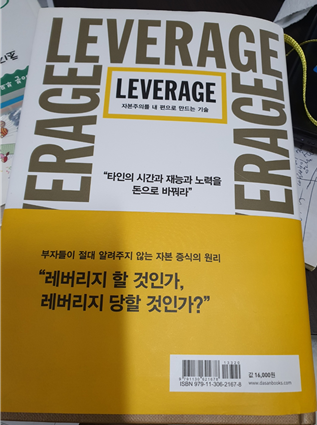 LEVERAGE
LEVERAGE
LEVERAGE
LEVERAGE
자본주의를 내 편으로 만드는 기술
“타인의 시간과 재능과 노력을
돈으로 바꿔라”
부자들이 절대 알려주지 않는 자본 증식의 원리
“레버리지 할 것인가,
레버리지 당할 것인가?”
값 16,000원
ISBN 979-11-306-2167-8
www.dasanbooks.com